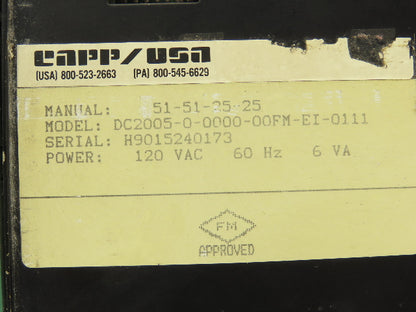 CAPP/USA
(USA) 800-523-2663 (PA) 800-545-6629
MANUAL: 51-51-25-25
MODEL: DC2005-0-0000-00FM-EI-0111
SERIAL: H9015240173
POWER: 120 VAC 60 Hz 6 VA
FM
APPROVED